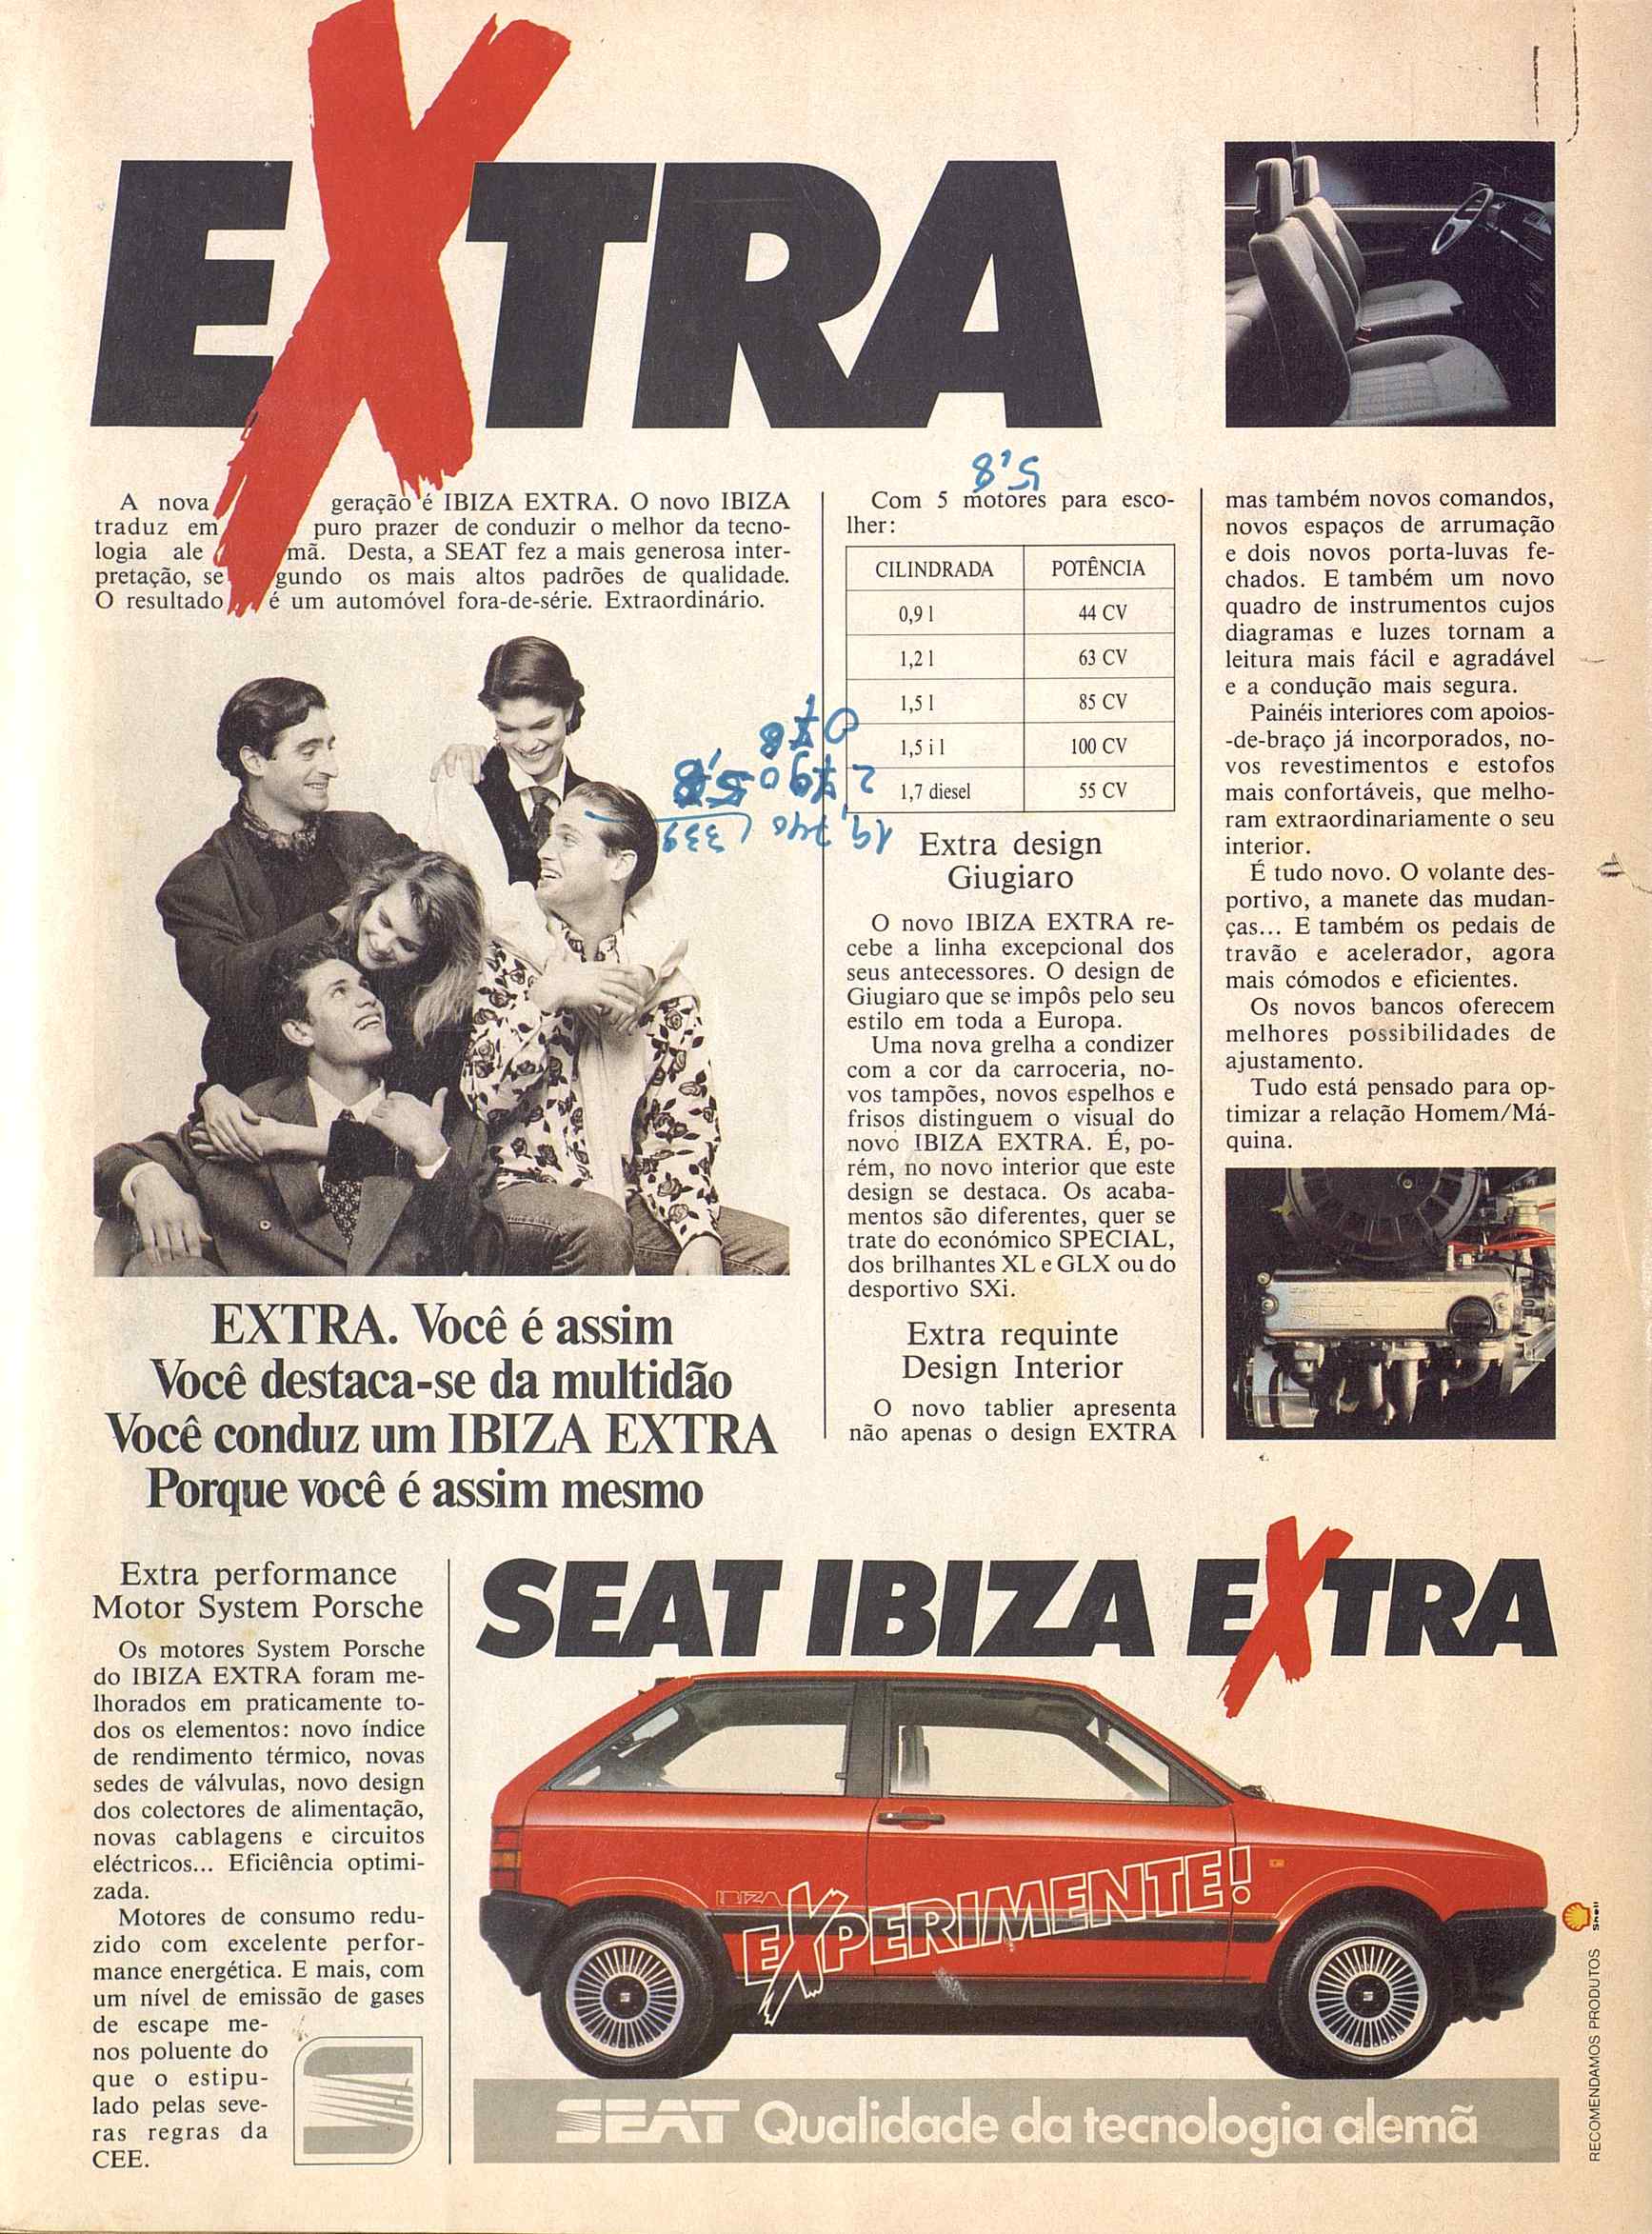 EXTRA
A nova geração é IBIZA EXTRA. O novo IBIZA
traduz em puro prazer de conduzir o melhor da tecno-
logia ale mã. Desta, a SEAT fez a mais generosa inter-
pretação, se gundo os mais altos padrões de qualidade.
O resultado é um automóvel fora-de-série. Extraordinário.
EXTRA. Você é assim
Você destaca-se da multidão
Você conduz um IBIZA EXTRA
Porque você é assim mesmo
Extra performance
Motor System Porsche
Os motores System Porsche
do IBIZA EXTRA foram me-
lhorados em praticamente to-
dos os elementos: novo índice
de rendimento térmico, novas
sedes de válvulas, novo design
dos colectores de alimentação,
novas cablagens e circuitos
eléctricos... Eficiência optimi-
zada.
Motores de consumo redu-
zido com excelente perfor-
mance energética. E mais, com
um nível de emissão de gases
de escape me-
nos poluente do
que o estipu-
lado pelas seve-
ras regras da
CEE.
5,8
Com 5 motores para esco-
lher:
CILINDRADA POTÊNCIA
0,9 l 44 CV
1,2 l 63 CV
1,5 l 85 CV
1,5 i l 100 CV
1,7 diesel 55 CV
Extra design
Giugiaro
O novo IBIZA EXTRA re-
cebe a linha excepcional dos
seus antecessores. O design de
Giugiaro que se impôs pelo seu
estilo em toda a Europa.
Uma nova grelha a condizer
com a cor da carroceria, no-
vos tampões, novos espelhos e
frisos distinguem o visual do
novo IBIZA EXTRA. É, po-
rém, no novo interior que este
design se destaca. Os acaba-
mentos são diferentes, quer se
trate do económico SPECIAL,
dos brilhantes XL e GLX ou do
desportivo SXi.
Extra requinte
Design Interior
O novo tablier apresenta
não apenas o design EXTRA
mas também novos comandos,
novos espaços de arrumação
e dois novos porta-luvas fe-
chados. E também um novo
quadro de instrumentos cujos
diagramas e luzes tornam a
leitura mais fácil e agradável
e a condução mais segura.
Painéis interiores com apoios-
-de-braço já incorporados, no-
vos revestimentos e estofos
mais confortáveis, que melho-
ram extraordinariamente o seu
interior.
É tudo novo. O volante des-
portivo, a manete das mudan-
ças... E também os pedais de
travão e acelerador, agora
mais cómodos e eficientes.
Os novos bancos oferecem
melhores possibilidades de
ajustamento.
Tudo está pensado para op-
timizar a relação Homem/Má-
quina.
SEAT IBIZA EXTRA
IBIZA
EXPERIMENTE!
SEAT Qualidade da tecnologia alemã
RECOMENDAMOS PRODUTOS Shell